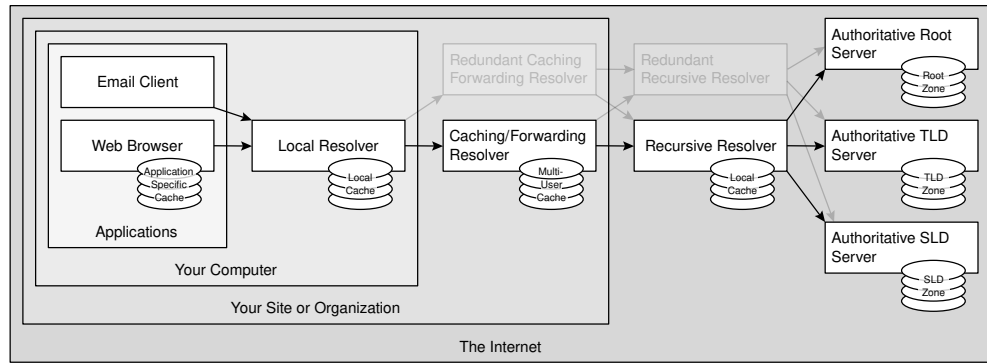 Email Client
Web Browser
Application
Specific
Cache
Applications
Local Resolver
Local
Cache
Your Computer
Redundant Caching
Forwarding Resolver
Caching/Forwarding
Resolver
Multi-
User
Cache
Your Site or Organization
Redundant
Recursive Resolver
Recursive Resolver
Local
Cache
Authoritative Root
Server
Root
Zone
Authoritative TLD
Server
TLD
Zone
Authoritative SLD
Server
SLD
Zone
The Internet